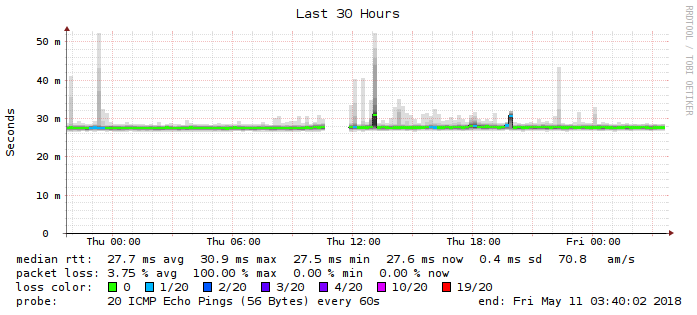 Last 30 Hours
RRDTOOL / TOBI OETIKER
Seconds
50 m
40 m
30 m
20 m
10 m
0
Thu 00:00 Thu 06:00 Thu 12:00 Thu 18:00 Fri 00:00
median rtt: 27.7 ms avg 30.9 ms max 27.5 ms min 27.6 ms now 0.4 ms sd 70.8 am/s
packet loss: 3.75 % avg 100.00 % max 0.00 % min 0.00 % now
loss color: 0 1/20 2/20 3/20 4/20 10/20 19/20
probe: 20 ICMP Echo Pings (56 Bytes) every 60s end: Fri May 11 03:40:02 2018